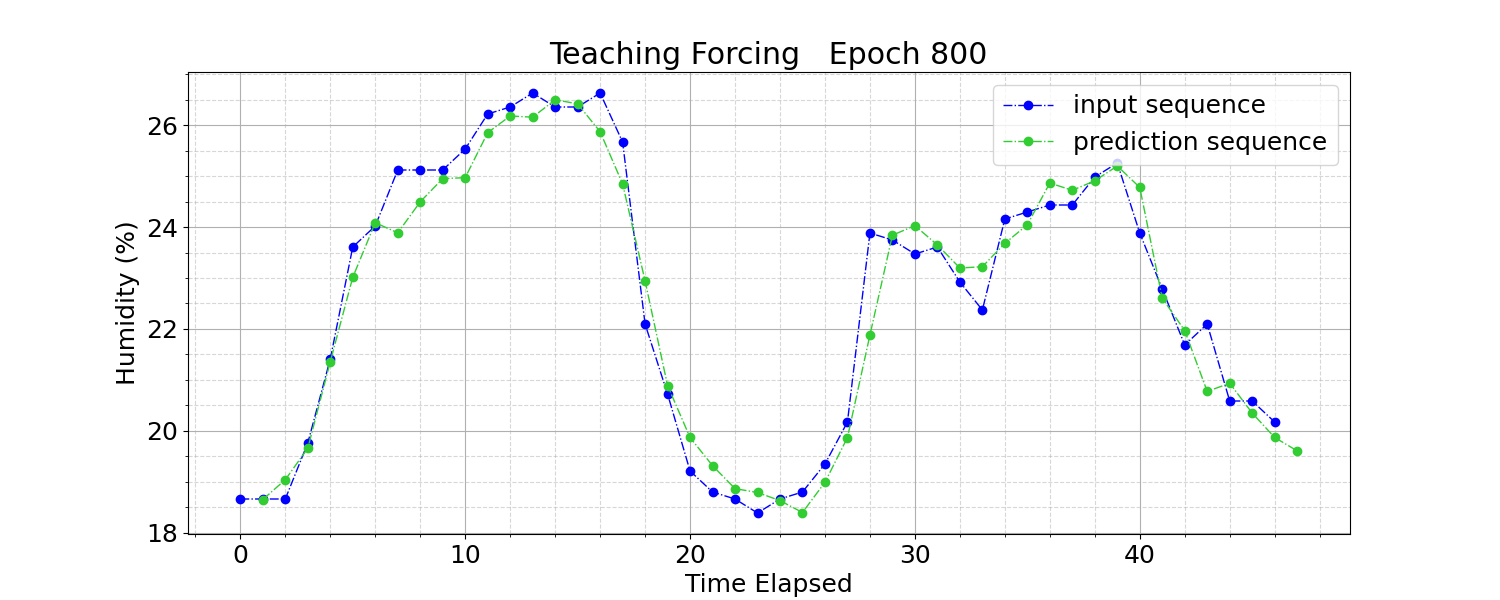 Teaching Forcing   Epoch 800
input sequence
prediction sequence
Humidity (%)
26
24
22
20
18
0 10 20 30 40
Time Elapsed